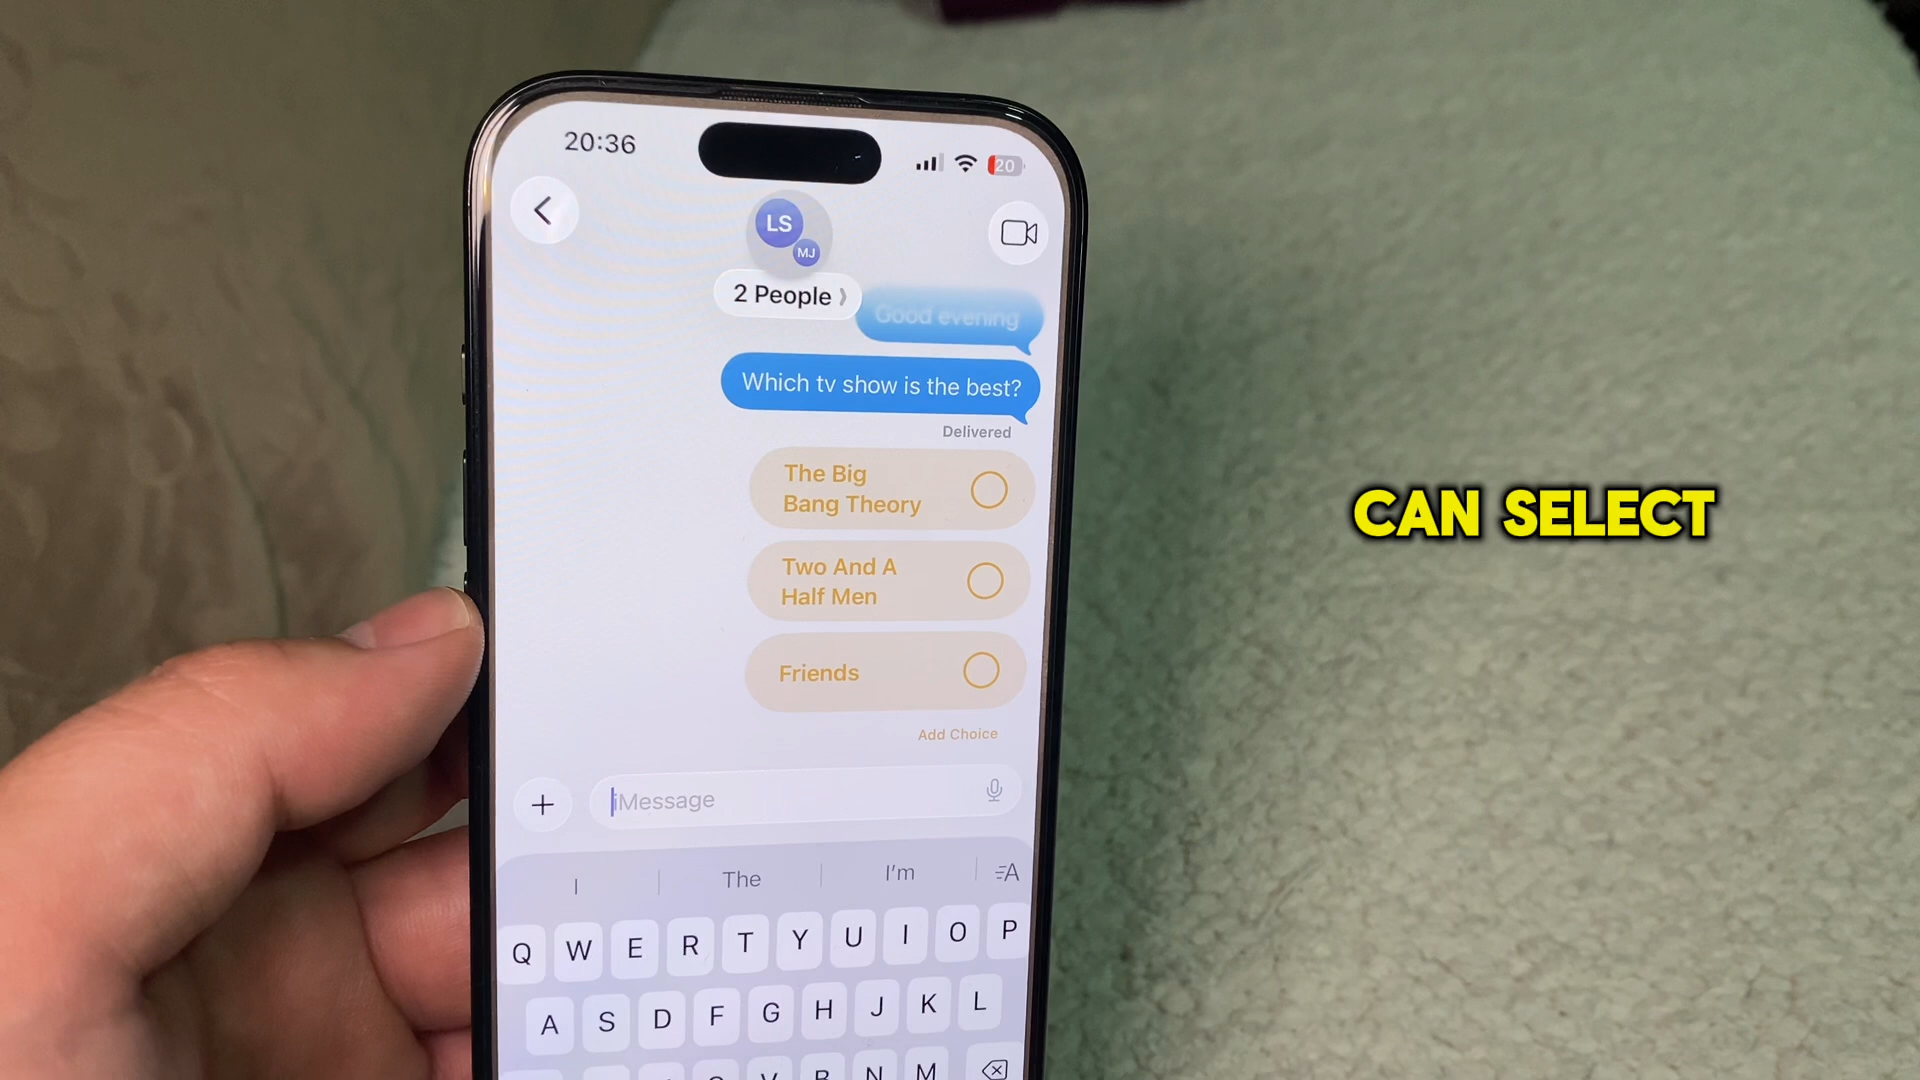 20:36
20
LS
MJ
2 People
Good evening
Which tv show is the best?
Delivered
The Big
Bang Theory
Two And A
Half Men
Friends
Add Choice
CAN SELECT
iMessage
I The I'm A
Q W E R T Y U I O P
A S D F G H J K L
V B N M